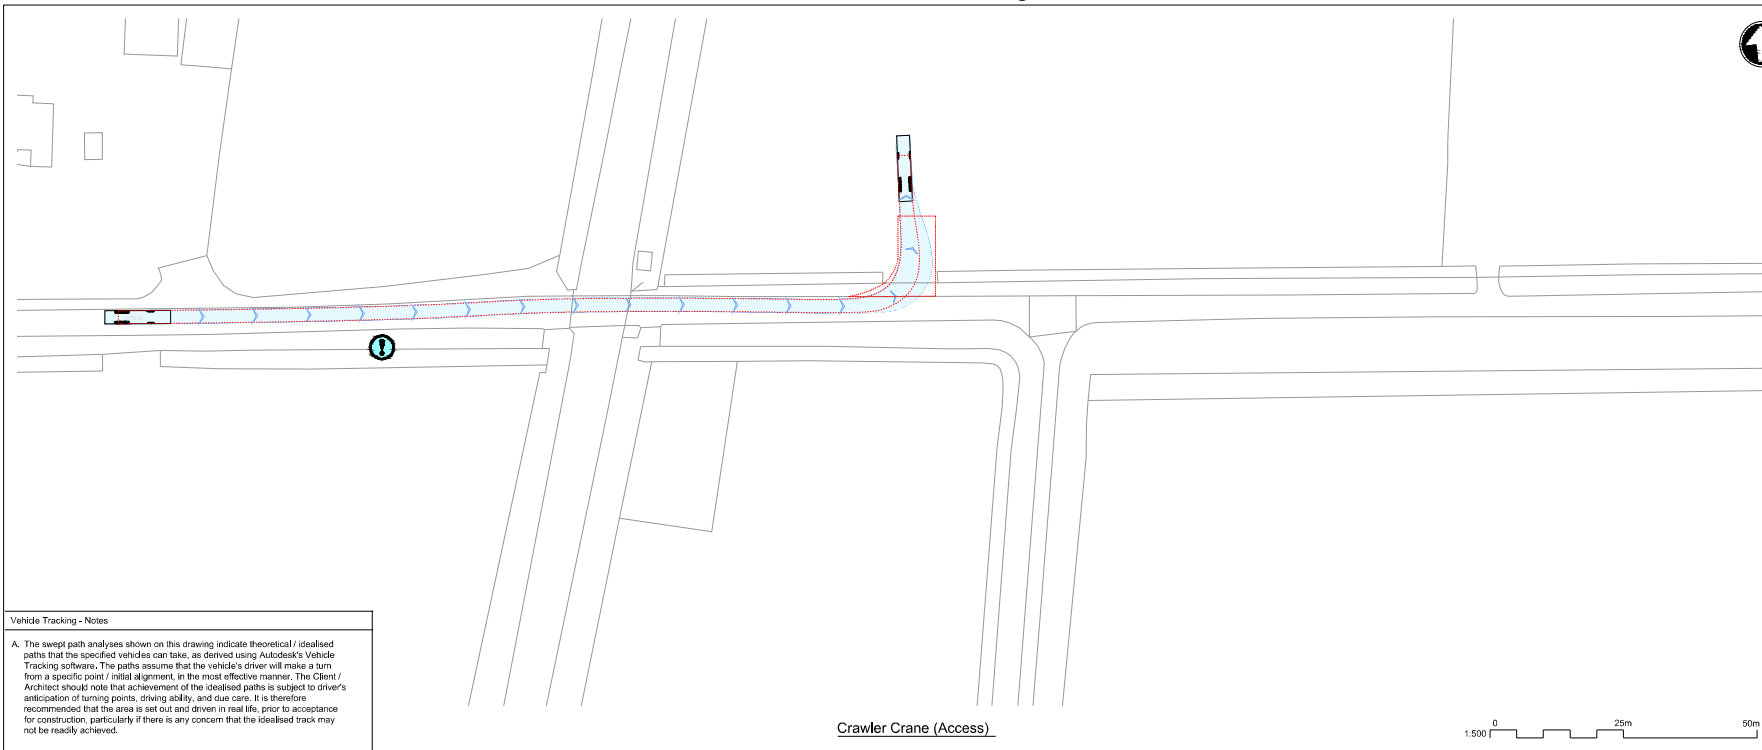 Vehicle Tracking - Notes
A. The swept path analyses shown on this drawing indicate theoretical / idealised
paths that the specified vehicles can take, as derived using Autodesk's Vehicle
Tracking software. The paths assume that the vehicle's driver will make a turn
from a specific point / initial alignment, in the most effective manner. The Client /
Architect should note that achievement of the idealised paths is subject to driver's
anticipation of turning points, driving ability, and due care. It is therefore
recommended that the area is set out and driven in real life, prior to acceptance
for construction, particularly if there is any concern that the idealised track may
not be readily achieved.
Crawler Crane (Access)
0 25m 50m
1:500